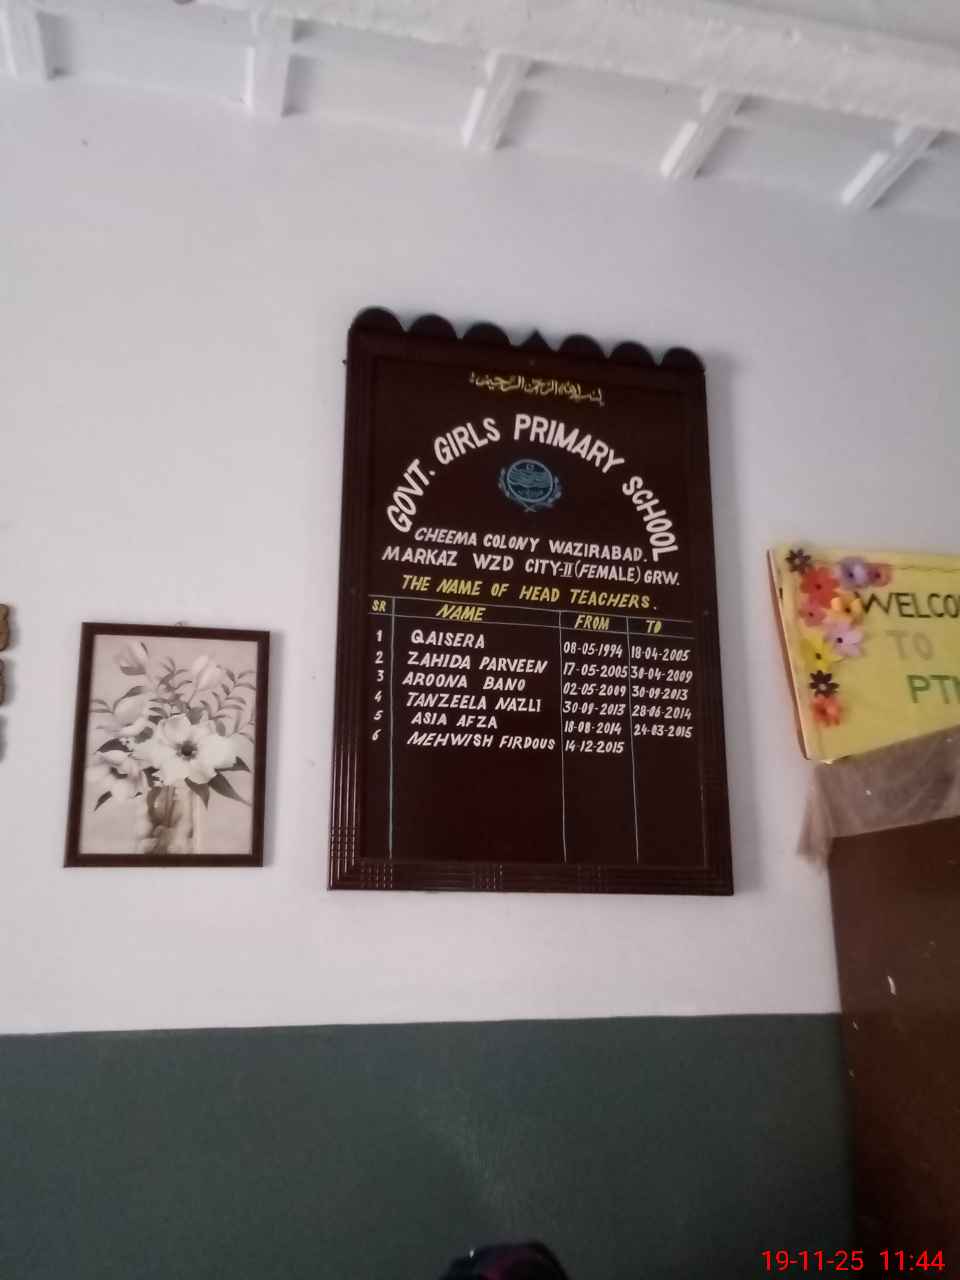 بسم اللہ الرحمن الرحیم
GOVT. GIRLS PRIMARY SCHOOL
CHEEMA COLONY WAZIRABAD.
MARKAZ WZD CITY-II (FEMALE) GRW.
THE NAME OF HEAD TEACHERS.
SR NAME FROM TO
1 QAISERA 08-05-1994 18-04-2005
2 ZAHIDA PARVEEN 17-05-2005 30-04-2009
3 AROONA BANO 02-05-2009 30-09-2013
4 TANZEELA NAZLI 30-09-2013 28-06-2014
5 ASIA AFZA 18-08-2014 24-03-2015
6 MEHWISH FIRDOUS 14-12-2015
WELCO
TO
PT
19-11-25 11:44